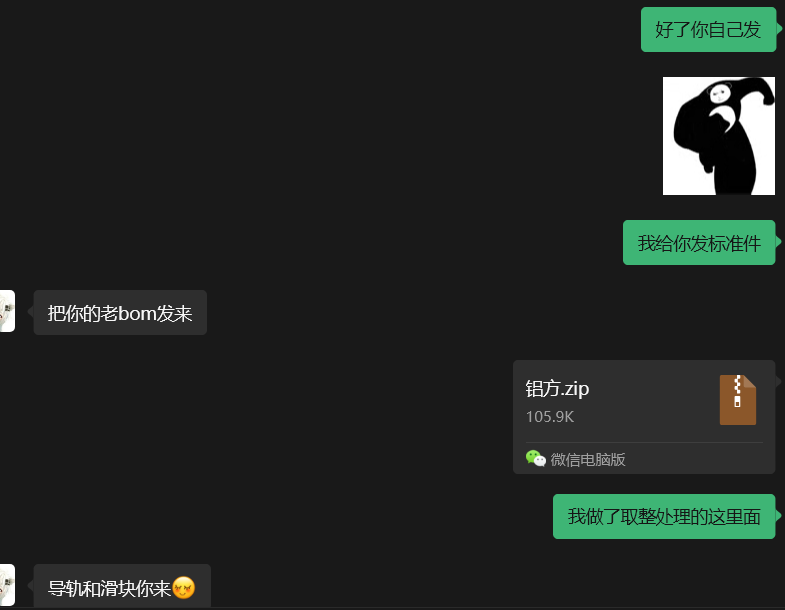 好了你自己发
我给你发标准件
把你的老bom发来
铝方.zip
105.9K
微信电脑版
我做了取整处理的这里面
导轨和滑块你来